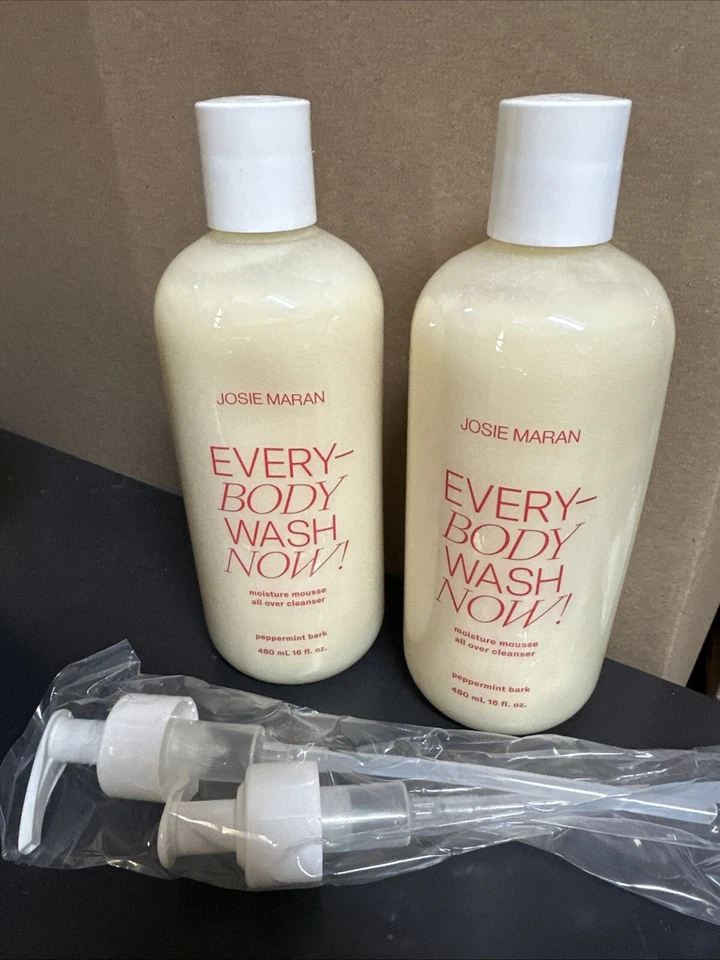 JOSIE MARAN
EVERY-
BODY
WASH
NOW!
moisture mousse
all over cleanser
peppermint bark
480 mL 16 fl. oz.
JOSIE MARAN
EVERY-
BODY
WASH
NOW!
moisture mousse
all over cleanser
peppermint bark
480 mL 16 fl. oz.